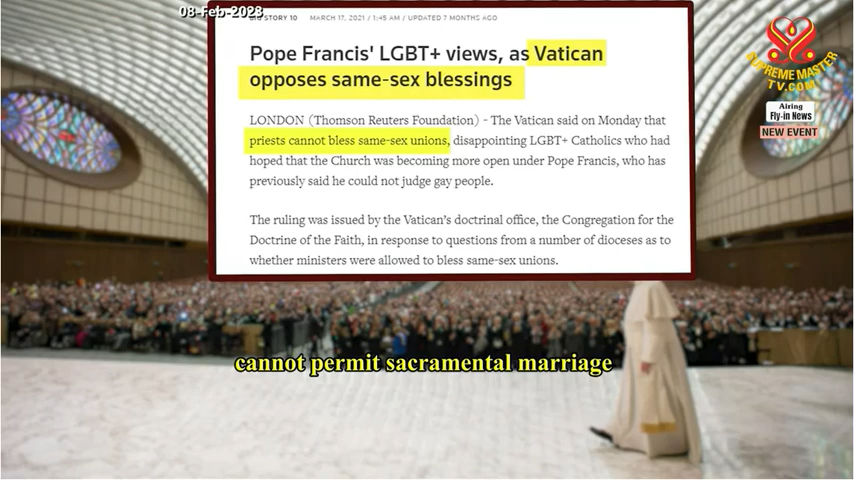 08-Feb-2023
STORY 10 MARCH 17, 2021 / 1:45 AM / UPDATED 7 MONTHS AGO
Pope Francis' LGBT+ views, as Vatican
opposes same-sex blessings
LONDON (Thomson Reuters Foundation) - The Vatican said on Monday that
priests cannot bless same-sex unions, disappointing LGBT+ Catholics who had
hoped that the Church was becoming more open under Pope Francis, who has
previously said he could not judge gay people.
The ruling was issued by the Vatican's doctrinal office, the Congregation for the
Doctrine of the Faith, in response to questions from a number of dioceses as to
whether ministers were allowed to bless same-sex unions.
SUPREME MASTER
TV.COM
Airing
Fly-in News
NEW EVENT
cannot permit sacramental marriage